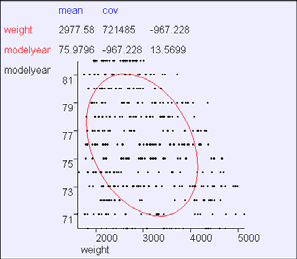 mean cov
weight 2977.58 721485 -967.228
modelyear 75.9796 -967.228 13.5699
modelyear
81
79
77
75
73
71
2000 3000 4000 5000
weight